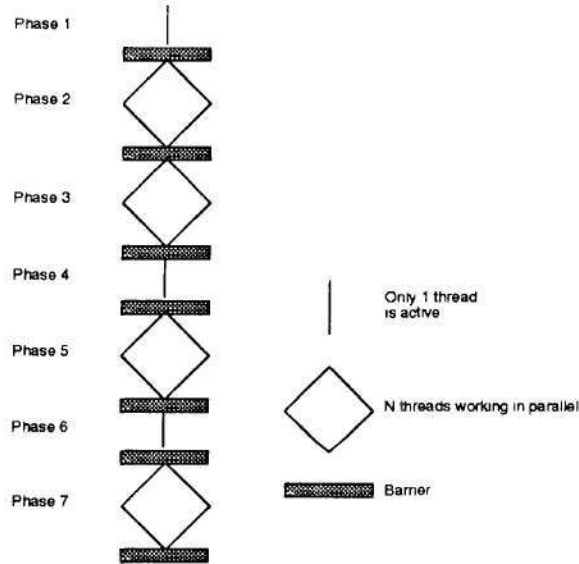 Phase 1
Phase 2
Phase 3
Phase 4
Phase 5
Phase 6
Phase 7
Only 1 thread
is active
N threads working in parallel
Barrier